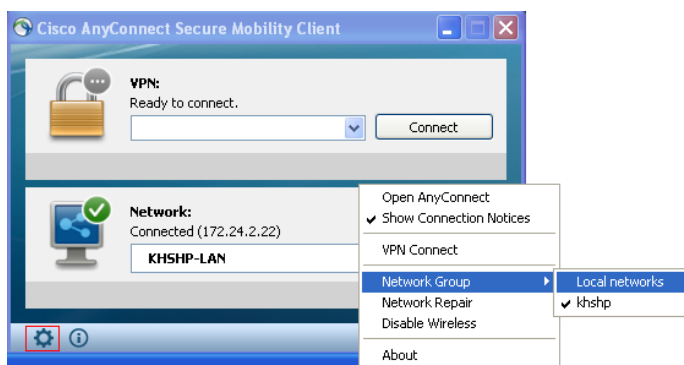 Cisco AnyConnect Secure Mobility Client
VPN:
Ready to connect.
Connect
Network:
Connected (172.24.2.22)
KHSHP-LAN
Open AnyConnect
Show Connection Notices
VPN Connect
Network Group
Network Repair
Disable Wireless
About
Local networks
khshp